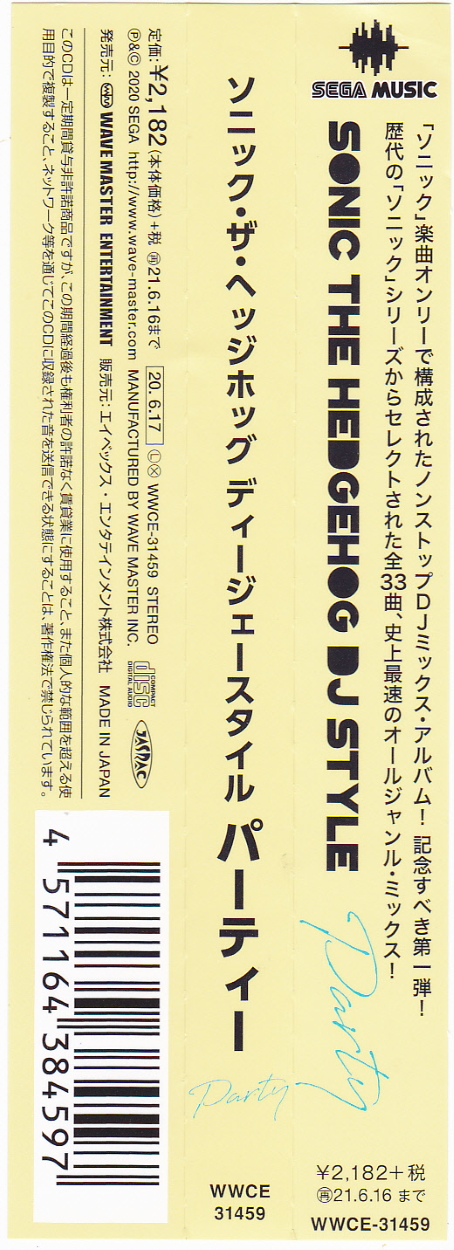 SEGA MUSIC
「ソニック」楽曲オンリーで構成されたノンストップDJミックス・アルバム！ 記念すべき第一弾！
歴代の「ソニック」シリーズからセレクトされた全33曲、史上最速のオールジャンル・ミックス！
SONIC THE HEDGEHOG DJ STYLE
Party
¥2,182+税
㊢21.6.16 まで
WWCE-31459
ソニック・ザ・ヘッジホッグ ディージェースタイル パーティー
Party
WWCE
31459
定価：¥2,182(本体価格)+税 ㊢21.6.16まで 20.6.17 Ⓛ Ⓧ WWCE-31459 STEREO
℗&© 2020 SEGA http://www.wave-master.com MANUFACTURED BY WAVE MASTER INC.
COMPACT disc DIGITAL AUDIO
JASRAC
発売元：WAVE MASTER ENTERTAINMENT 販売元：エイベックス・エンタテインメント株式会社 MADE IN JAPAN
このCDは一定期間貸与非許諾商品ですが、この期間経過後も権利者の許諾なく賃貸業に使用すること、また個人的な範囲を超える使
用目的で複製すること、ネットワーク等を通じてこのCDに収録された音を送信できる状態にすることは、著作権法で禁じられています。
4 571164 384597